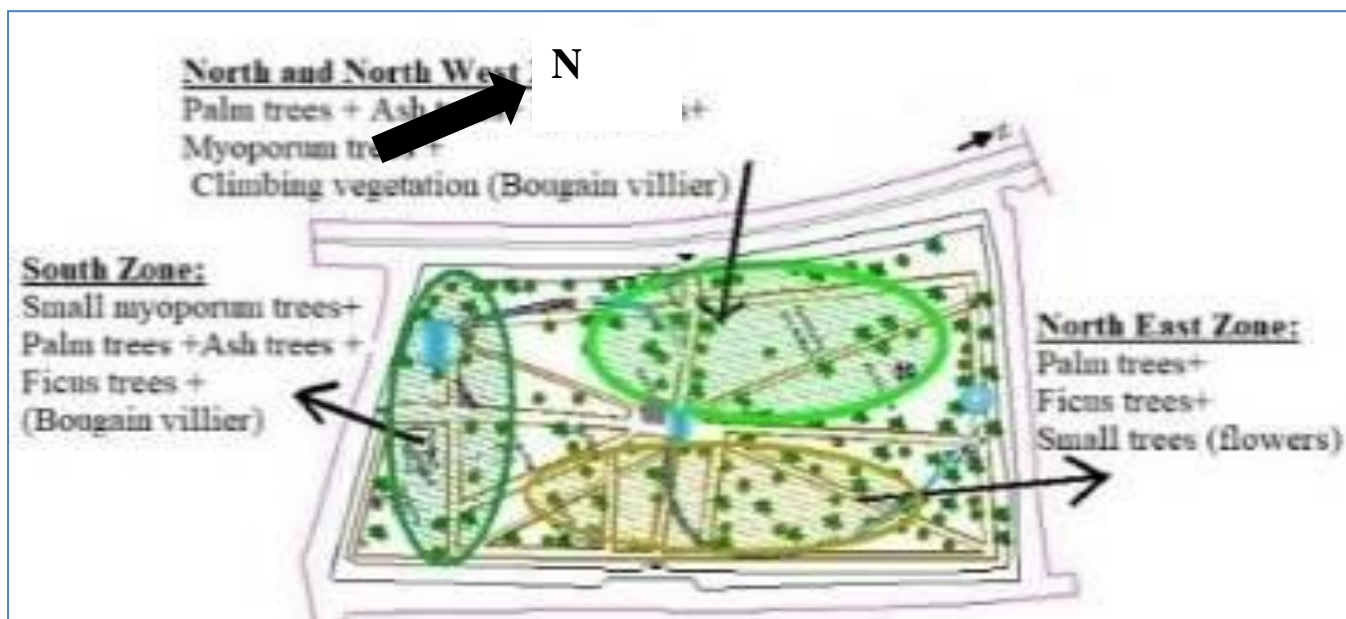 N
North and North West
Palm trees + Ash +
Myoporum trees +
Climbing vegetation (Bougain villier)
South Zone:
Small myoporum trees+
Palm trees +Ash trees +
Ficus trees +
(Bougain villier)
North East Zone:
Palm trees+
Ficus trees+
Small trees (flowers)